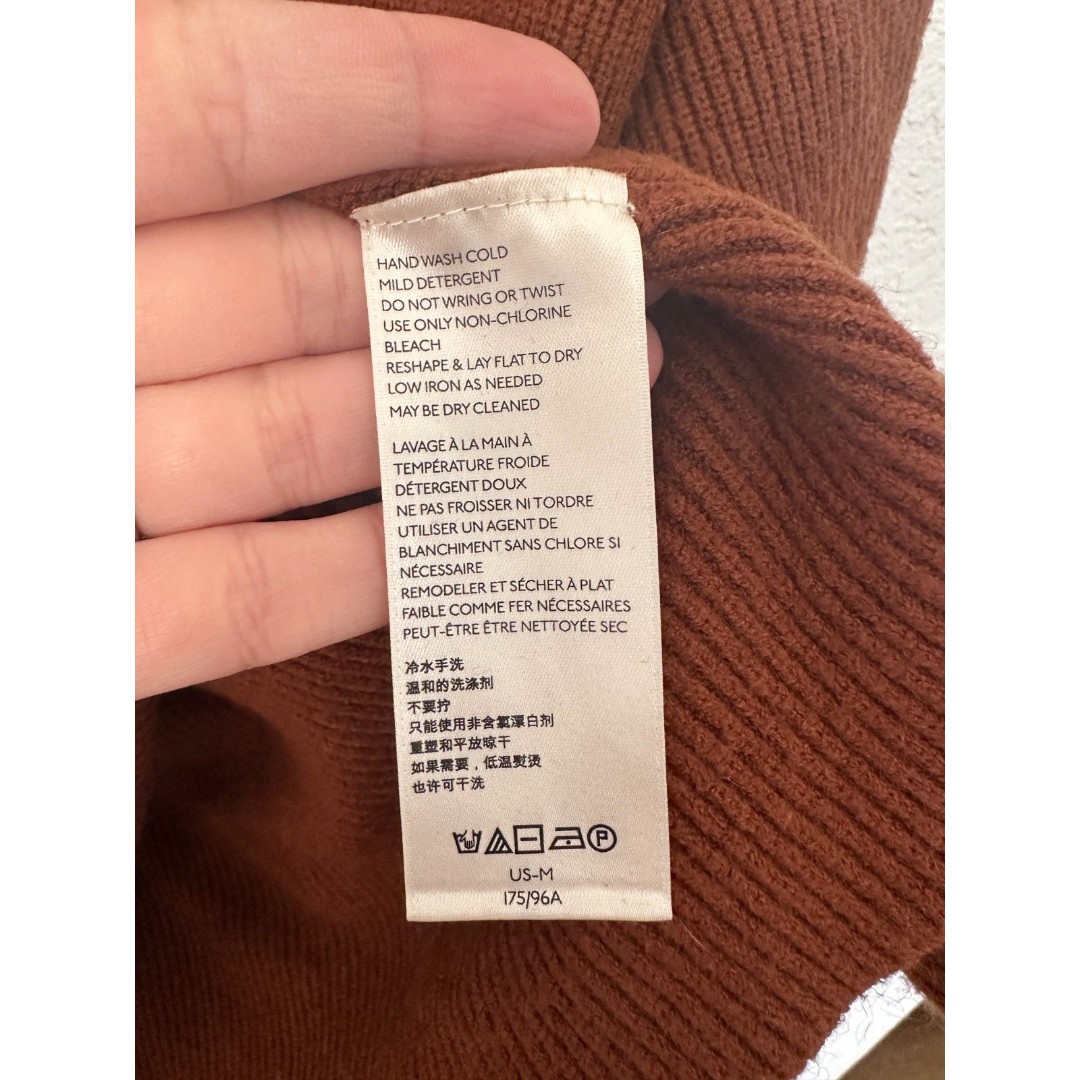 HAND WASH COLD
MILD DETERGENT
DO NOT WRING OR TWIST
USE ONLY NON-CHLORINE
BLEACH
RESHAPE & LAY FLAT TO DRY
LOW IRON AS NEEDED
MAY BE DRY CLEANED
LAVAGE À LA MAIN À
TEMPÉRATURE FROIDE
DÉTERGENT DOUX
NE PAS FROISSER NI TORDRE
UTILISER UN AGENT DE
BLANCHIMENT SANS CHLORE SI
NÉCESSAIRE
REMODELER ET SÉCHER À PLAT
FAIBLE COMME FER NÉCESSAIRES
PEUT-ÊTRE ÊTRE NETTOYÉE SEC
冷水手洗
温和的洗涤剂
不要拧
只能使用非含氯漂白剂
重塑和平放晾干
如果需要，低温熨烫
也许可干洗
P
US-M
175/96A